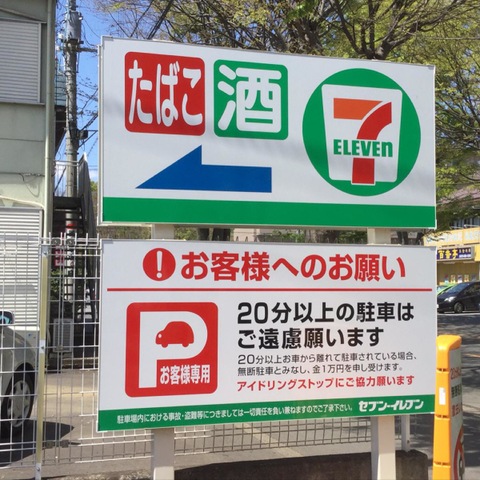 たばこ 酒
7
ELEVEn
! お客様へのお願い
P
お客様専用
20分以上の駐車は
ご遠慮願います
20分以上お車から離れて駐車されている場合、
無断駐車とみなし、金1万円を申し受けます。
アイドリングストップにご協力願います
駐車場内における事故・盗難等につきましては一切責任を負い兼ねますのでご了承下さい。 セブン-イレブン